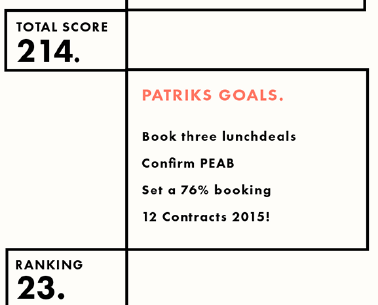 TOTAL SCORE
214.
PATRIKS GOALS.
Book three lunchdeals
Confirm PEAB
Set a 76% booking
12 Contracts 2015!
RANKING
23.